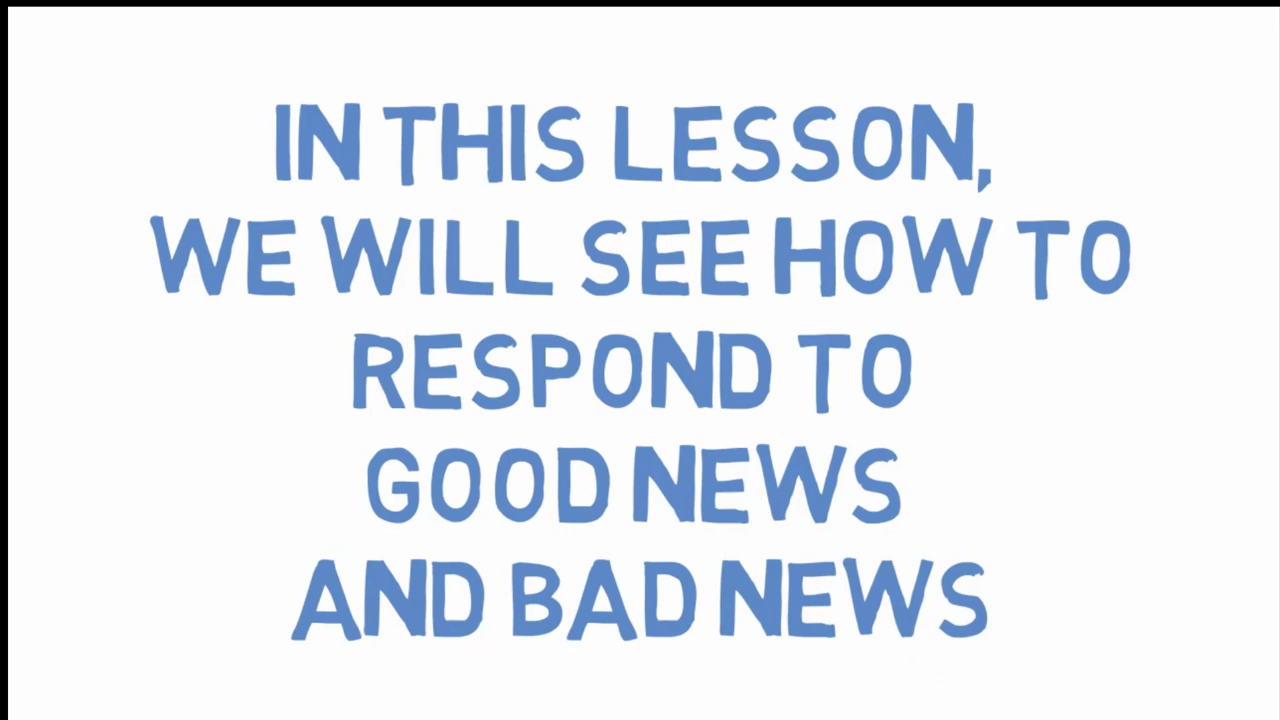 IN THIS LESSON,
WE WILL SEE HOW TO
RESPOND TO
GOOD NEWS
AND BAD NEWS